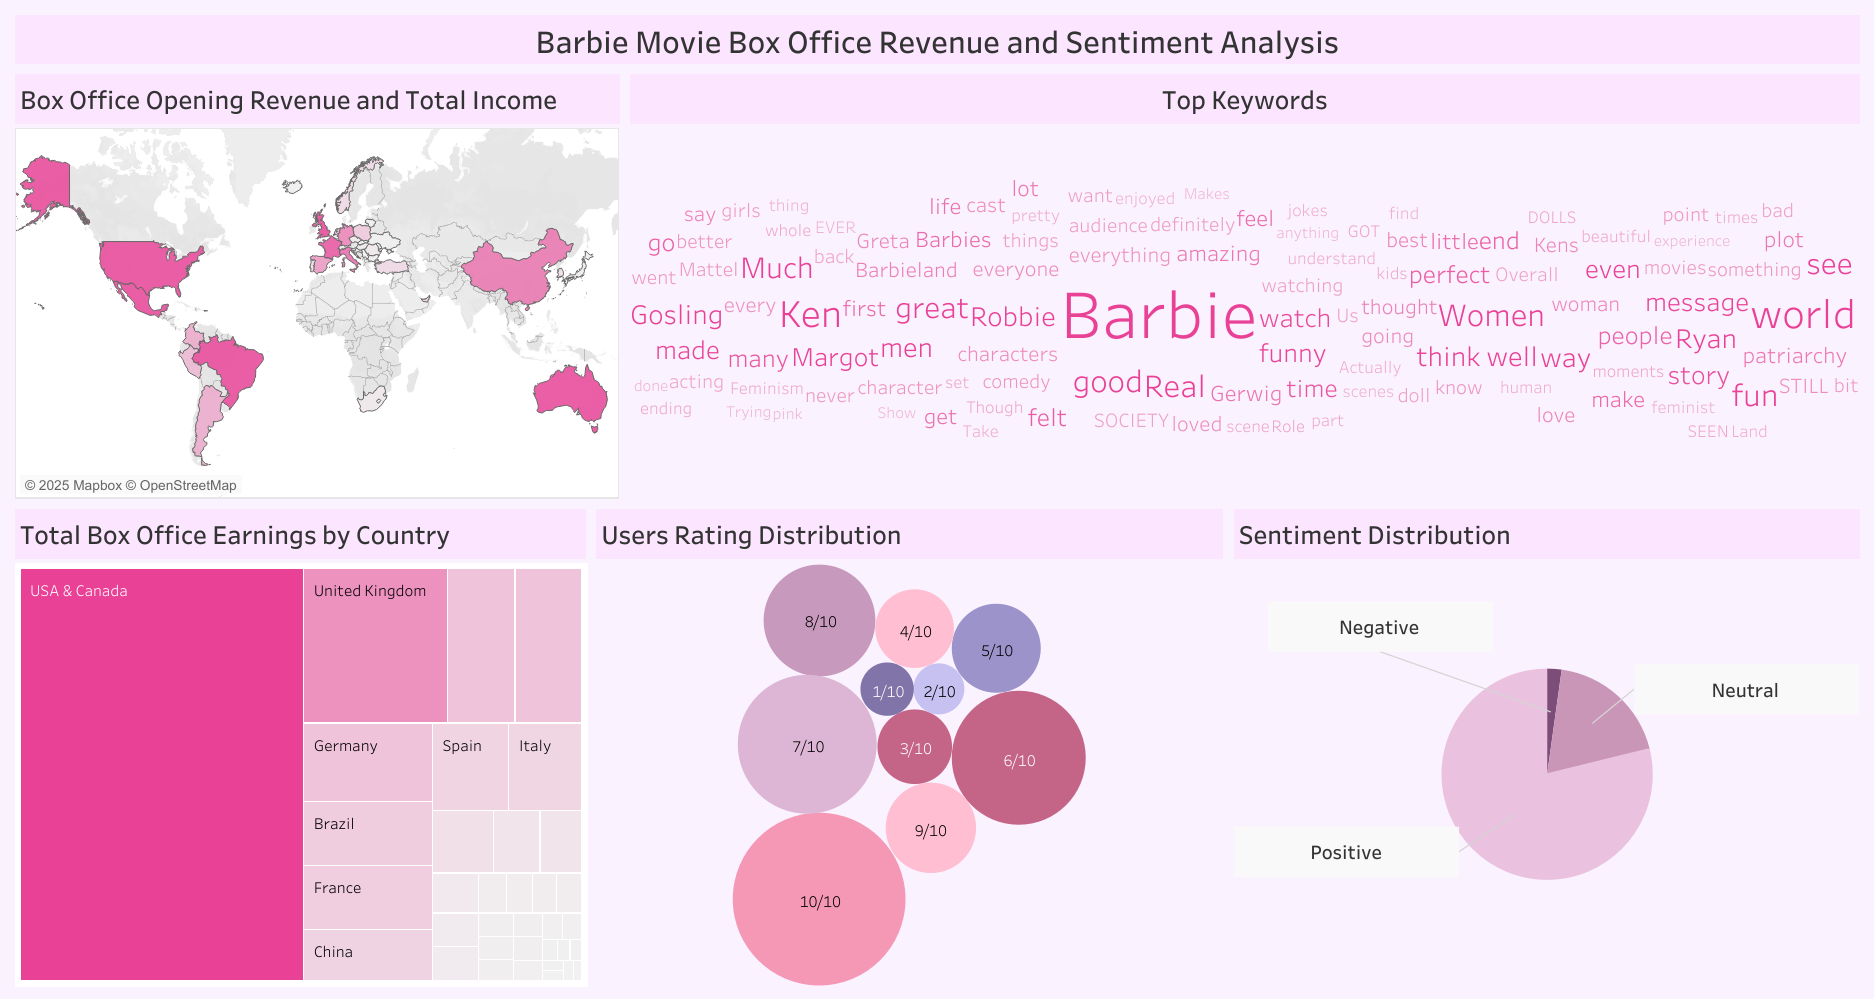 Barbie Movie Box Office Revenue and Sentiment Analysis
Box Office Opening Revenue and Total Income
© 2025 Mapbox © OpenStreetMap
Top Keywords
lot want enjoyed Makes
say girls thing life cast pretty audience definitely feel jokes find DOLLS point times bad
whole EVER anything GOT
go better Greta Barbies things best little end Kens beautiful experience plot
went Mattel Much back Barbieland everyone everything amazing understand kids perfect Overall even movies something see
Gosling every Ken first great Robbie Barbie watching watch Us thought Women woman message world
made many Margot men characters funny going think well way people Ryan patriarchy
Actually
done acting Feminism never character set comedy good Real Gerwig time scenes doll know human moments story fun STILL bit
ending Trying pink Show get Though felt SOCIETY loved scene Role part love make feminist
Take SEEN Land
Total Box Office Earnings by Country
USA & Canada
United Kingdom
Germany
Spain
Italy
Brazil
France
China
Users Rating Distribution
8/10
4/10
5/10
1/10
2/10
7/10
3/10
6/10
9/10
10/10
Sentiment Distribution
Negative
Neutral
Positive